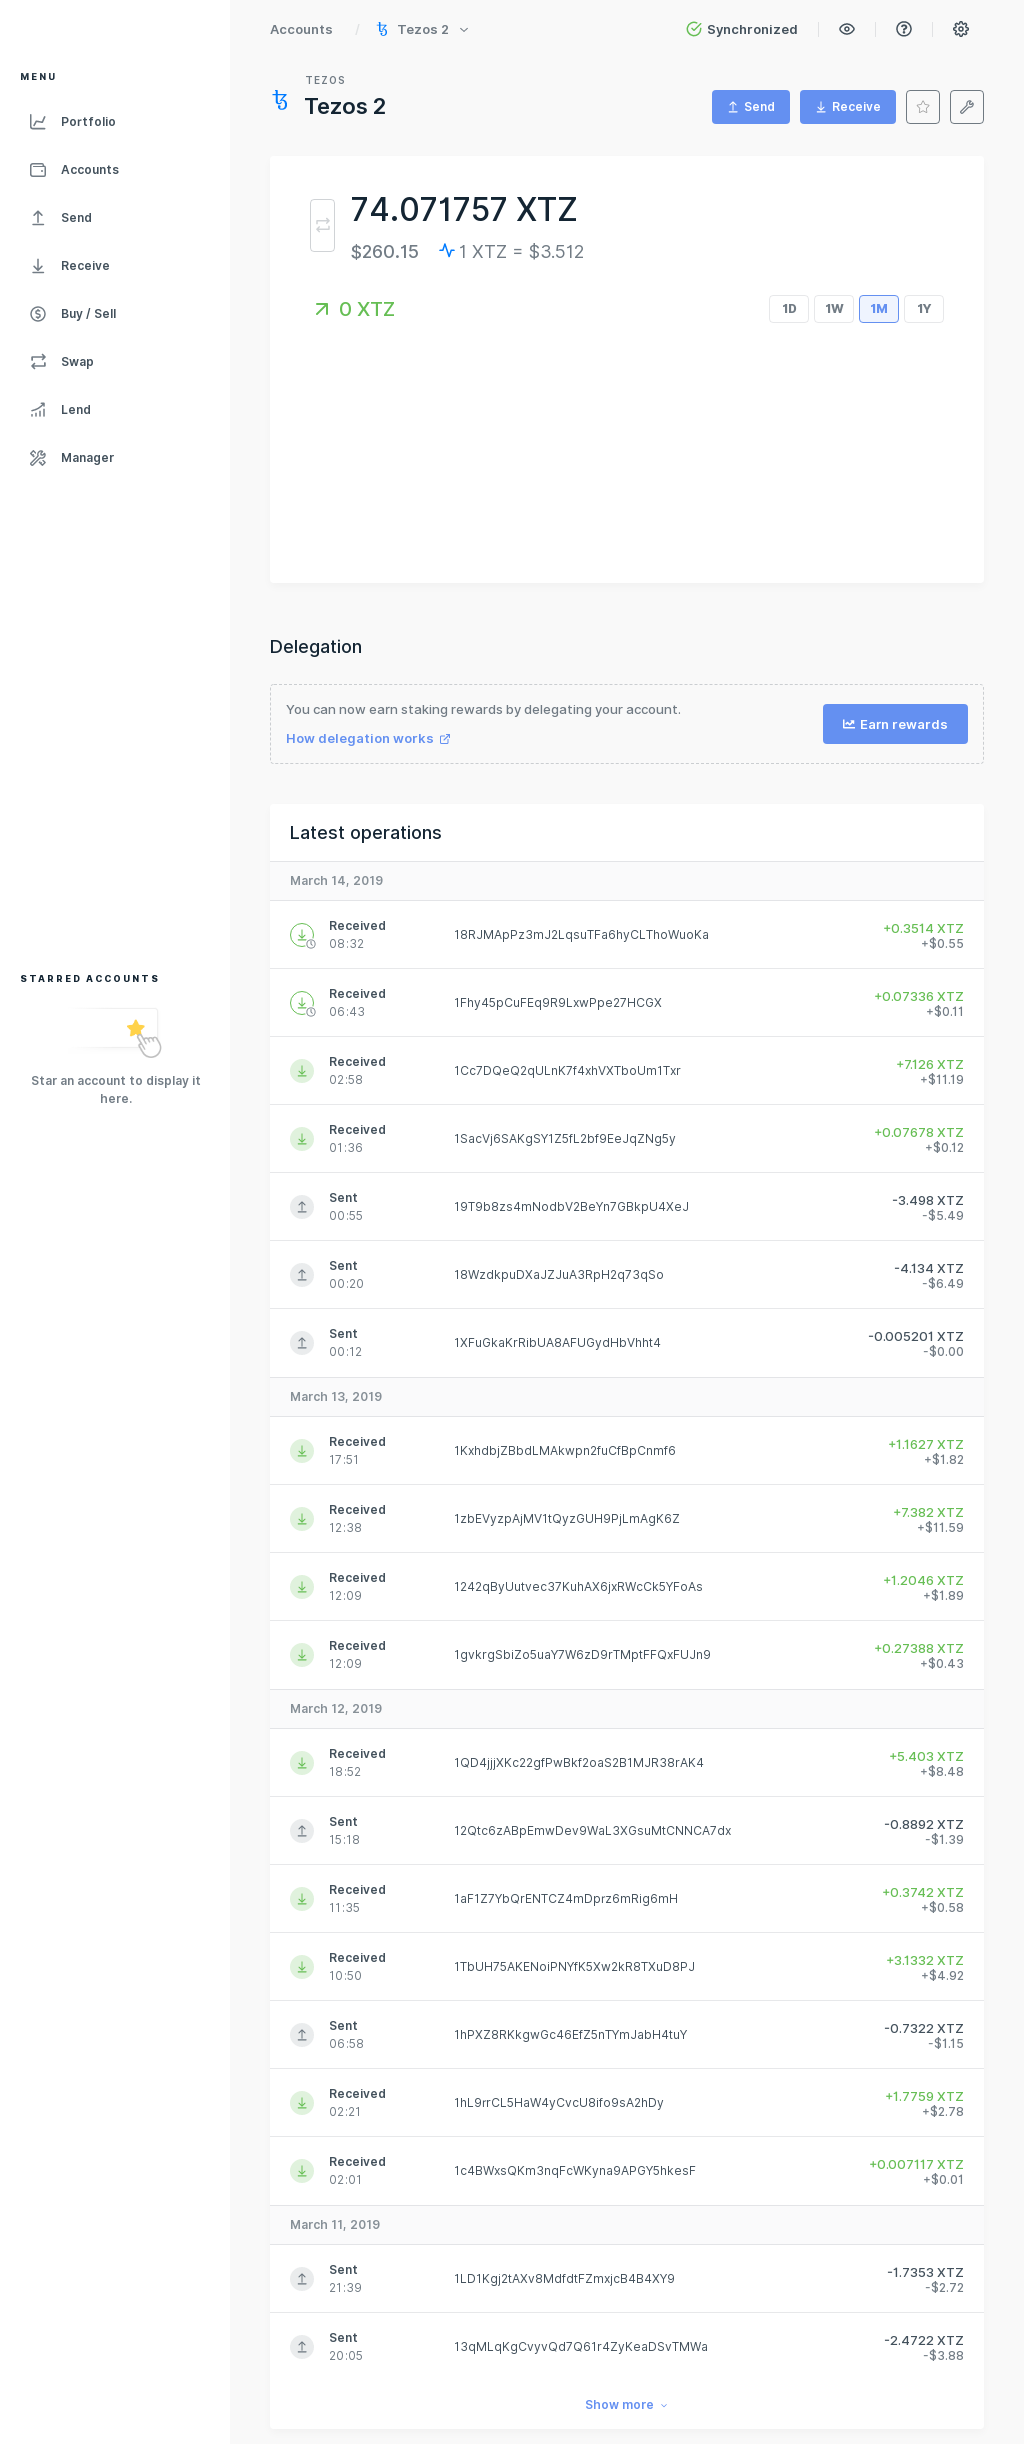 Accounts / Tezos 2
Synchronized
MENU
Portfolio
Accounts
Send
Receive
Buy / Sell
Swap
Lend
Manager
STARRED ACCOUNTS
Star an account to display it
here.
TEZOS
Tezos 2
Send
Receive
74.071757 XTZ
$260.15 1 XTZ = $3.512
0 XTZ
1D 1W 1M 1Y
Delegation
You can now earn staking rewards by delegating your account.
How delegation works
Earn rewards
Latest operations
March 14, 2019
Received
08:32
18RJMApPz3mJ2LqsuTFa6hyCLThoWuoKa
+0.3514 XTZ
+$0.55
Received
06:43
1Fhy45pCuFEq9R9LxwPpe27HCGX
+0.07336 XTZ
+$0.11
Received
02:58
1Cc7DQeQ2qULnK7f4xhVXTboUm1Txr
+7.126 XTZ
+$11.19
Received
01:36
1SacVj6SAKgSY1Z5fL2bf9EeJqZNg5y
+0.07678 XTZ
+$0.12
Sent
00:55
19T9b8zs4mNodbV2BeYn7GBkpU4XeJ
-3.498 XTZ
-$5.49
Sent
00:20
18WzdkpuDXaJZJuA3RpH2q73qSo
-4.134 XTZ
-$6.49
Sent
00:12
1XFuGkaKrRibUA8AFUGydHbVhht4
-0.005201 XTZ
-$0.00
March 13, 2019
Received
17:51
1KxhdbjZBbdLMAkwpn2fuCfBpCnmf6
+1.1627 XTZ
+$1.82
Received
12:38
1zbEVyzpAjMV1tQyzGUH9PjLmAgK6Z
+7.382 XTZ
+$11.59
Received
12:09
1242qByUutvec37KuhAX6jxRWcCk5YFoAs
+1.2046 XTZ
+$1.89
Received
12:09
1gvkrgSbiZo5uaY7W6zD9rTMptFFQxFUJn9
+0.27388 XTZ
+$0.43
March 12, 2019
Received
18:52
1QD4jjjXKc22gfPwBkf2oaS2B1MJR38rAK4
+5.403 XTZ
+$8.48
Sent
15:18
12Qtc6zABpEmwDev9WaL3XGsuMtCNNCA7dx
-0.8892 XTZ
-$1.39
Received
11:35
1aF1Z7YbQrENTCZ4mDprz6mRig6mH
+0.3742 XTZ
+$0.58
Received
10:50
1TbUH75AKENoiPNYfK5Xw2kR8TXuD8PJ
+3.1332 XTZ
+$4.92
Sent
06:58
1hPXZ8RKkgwGc46EfZ5nTYmJabH4tuY
-0.7322 XTZ
-$1.15
Received
02:21
1hL9rrCL5HaW4yCvcU8ifo9sA2hDy
+1.7759 XTZ
+$2.78
Received
02:01
1c4BWxsQKm3nqFcWKyna9APGY5hkesF
+0.007117 XTZ
+$0.01
March 11, 2019
Sent
21:39
1LD1Kgj2tAXv8MdfdtFZmxjcB4B4XY9
-1.7353 XTZ
-$2.72
Sent
20:05
13qMLqKgCvyvQd7Q61r4ZyKeaDSvTMWa
-2.4722 XTZ
-$3.88
Show more